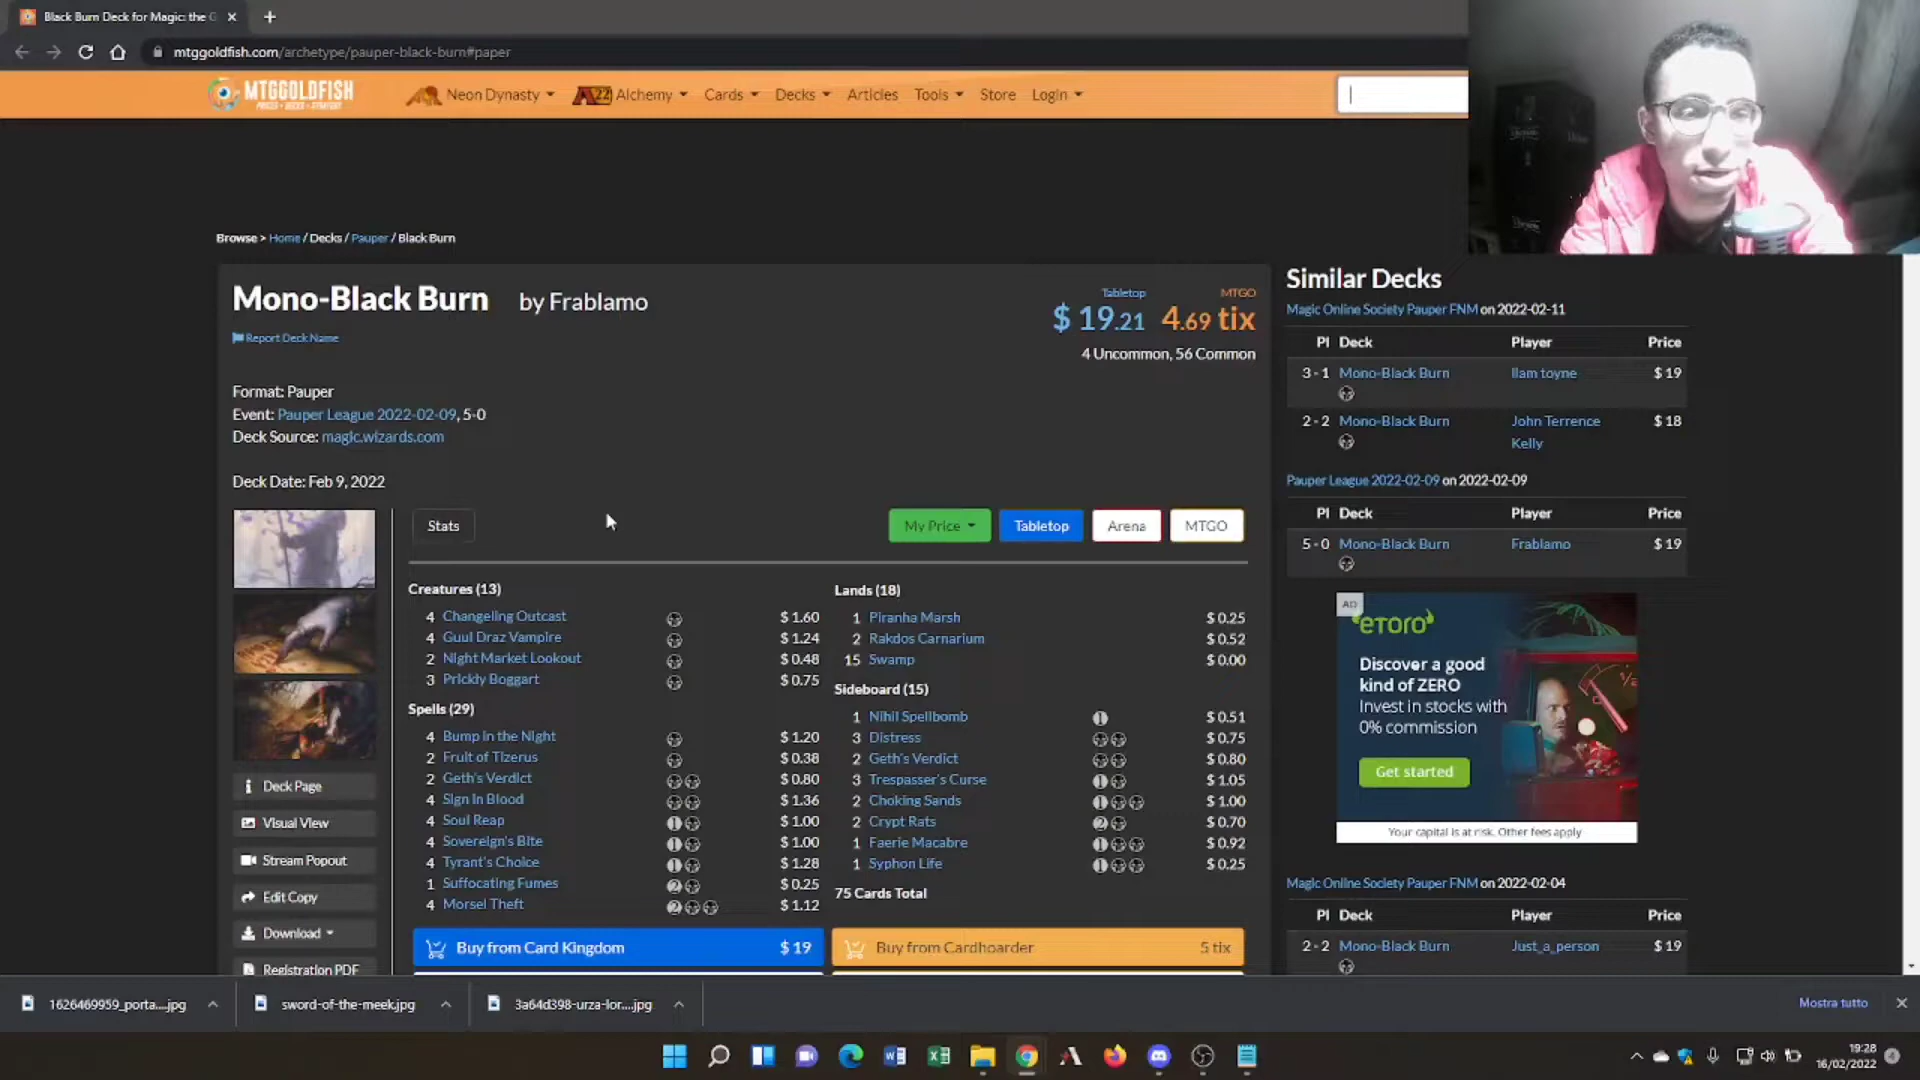 Black Burn Deck for Magic: the G
mtggoldfish.com/archetype/pauper-black-burn#paper
MTGGOLDFISH
Neon Dynasty
A22 Alchemy
Cards
Decks
Articles
Tools
Store
Login
Browse > Home / Decks / Pauper / Black Burn
Mono-Black Burn by Frablamo
Report Deck Name
Tabletop
$ 19.21
MTGO
4.69 tix
4 Uncommon, 56 Common
Format: Pauper
Event: Pauper League 2022-02-09, 5-0
Deck Source: magic.wizards.com
Deck Date: Feb 9, 2022
Stats
My Price
Tabletop
Arena
MTGO
Creatures (13)
4 Changeling Outcast $ 1.60
4 Guul Draz Vampire $ 1.24
2 Night Market Lookout $ 0.48
3 Prickly Boggart $ 0.75
Spells (29)
4 Bump in the Night $ 1.20
2 Fruit of Tizerus $ 0.38
2 Geth's Verdict $ 0.80
4 Sign in Blood $ 1.36
4 Soul Reap 1 $ 1.00
4 Sovereign's Bite 1 $ 1.00
4 Tyrant's Choice 1 $ 1.28
1 Suffocating Fumes 2 $ 0.25
4 Morsel Theft 2 $ 1.12
Lands (18)
1 Piranha Marsh $ 0.25
2 Rakdos Carnarium $ 0.52
15 Swamp $ 0.00
Sideboard (15)
1 Nihil Spellbomb 1 $ 0.51
3 Distress $ 0.75
2 Geth's Verdict $ 0.80
3 Trespasser's Curse 1 $ 1.05
2 Choking Sands 1 $ 1.00
2 Crypt Rats 2 $ 0.70
1 Faerie Macabre 1 $ 0.92
1 Syphon Life 1 $ 0.25
75 Cards Total
Deck Page
Visual View
Stream Popout
Edit Copy
Download
Registration PDF
Buy from Card Kingdom $ 19
Buy from Cardhoarder 5 tix
Similar Decks
Magic Online Society Pauper FNM on 2022-02-11
Pl Deck Player Price
3 - 1 Mono-Black Burn Ilam toyne $ 19
2 - 2 Mono-Black Burn John Terrence Kelly $ 18
Pauper League 2022-02-09 on 2022-02-09
Pl Deck Player Price
5 - 0 Mono-Black Burn Frablamo $ 19
AD
eToro
Discover a good
kind of ZERO
Invest in stocks with
0% commission
Get started
Your capital is at risk. Other fees apply
Magic Online Society Pauper FNM on 2022-02-04
Pl Deck Player Price
2 - 2 Mono-Black Burn Just_a_person $ 19
1626469959_porta....jpg
sword-of-the-meek.jpg
3a64d398-urza-lor....jpg
Mostra tutto
19:28
16/02/2022
4